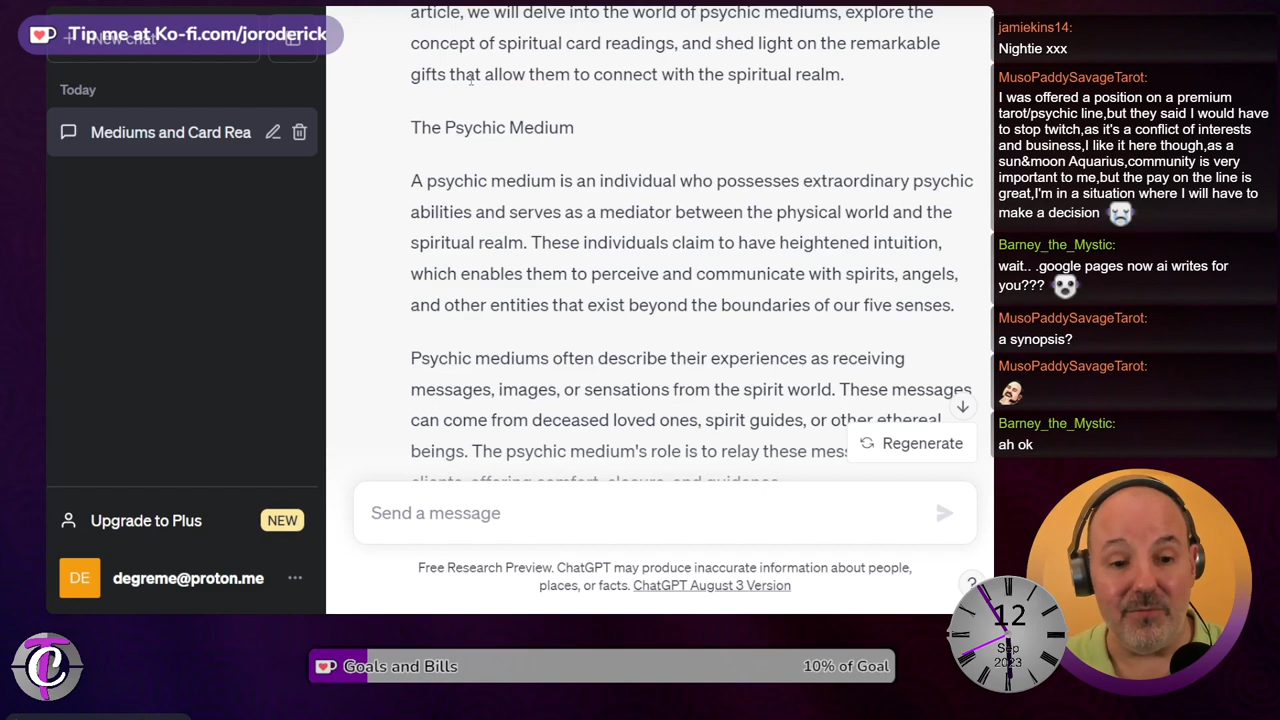 Tip me at Ko-fi.com/joroderick
New chat
Today
Mediums and Card Rea
Upgrade to Plus
NEW
DE
degreme@proton.me
article, we will delve into the world of psychic mediums, explore the
concept of spiritual card readings, and shed light on the remarkable
gifts that allow them to connect with the spiritual realm.
The Psychic Medium
A psychic medium is an individual who possesses extraordinary psychic
abilities and serves as a mediator between the physical world and the
spiritual realm. These individuals claim to have heightened intuition,
which enables them to perceive and communicate with spirits, angels,
and other entities that exist beyond the boundaries of our five senses.
Psychic mediums often describe their experiences as receiving
messages, images, or sensations from the spirit world. These messages
can come from deceased loved ones, spirit guides, or other ethereal
beings. The psychic medium's role is to relay these mess
clients, offering comfort, closure, and guidance.
Regenerate
Send a message
Free Research Preview. ChatGPT may produce inaccurate information about people,
places, or facts. ChatGPT August 3 Version
?
jamiekins14:
Nightie xxx
MusoPaddySavageTarot:
I was offered a position on a premium
tarot/psychic line,but they said I would have
to stop twitch,as it's a conflict of interests
and business,I like it here though,as a
sun&moon Aquarius,community is very
important to me,but the pay on the line is
great,I'm in a situation where I will have to
make a decision
Barney_the_Mystic:
wait.. .google pages now ai writes for
you???
MusoPaddySavageTarot:
a synopsis?
MusoPaddySavageTarot:
Barney_the_Mystic:
ah ok
12
Sep
2023
TC
Goals and Bills
10% of Goal